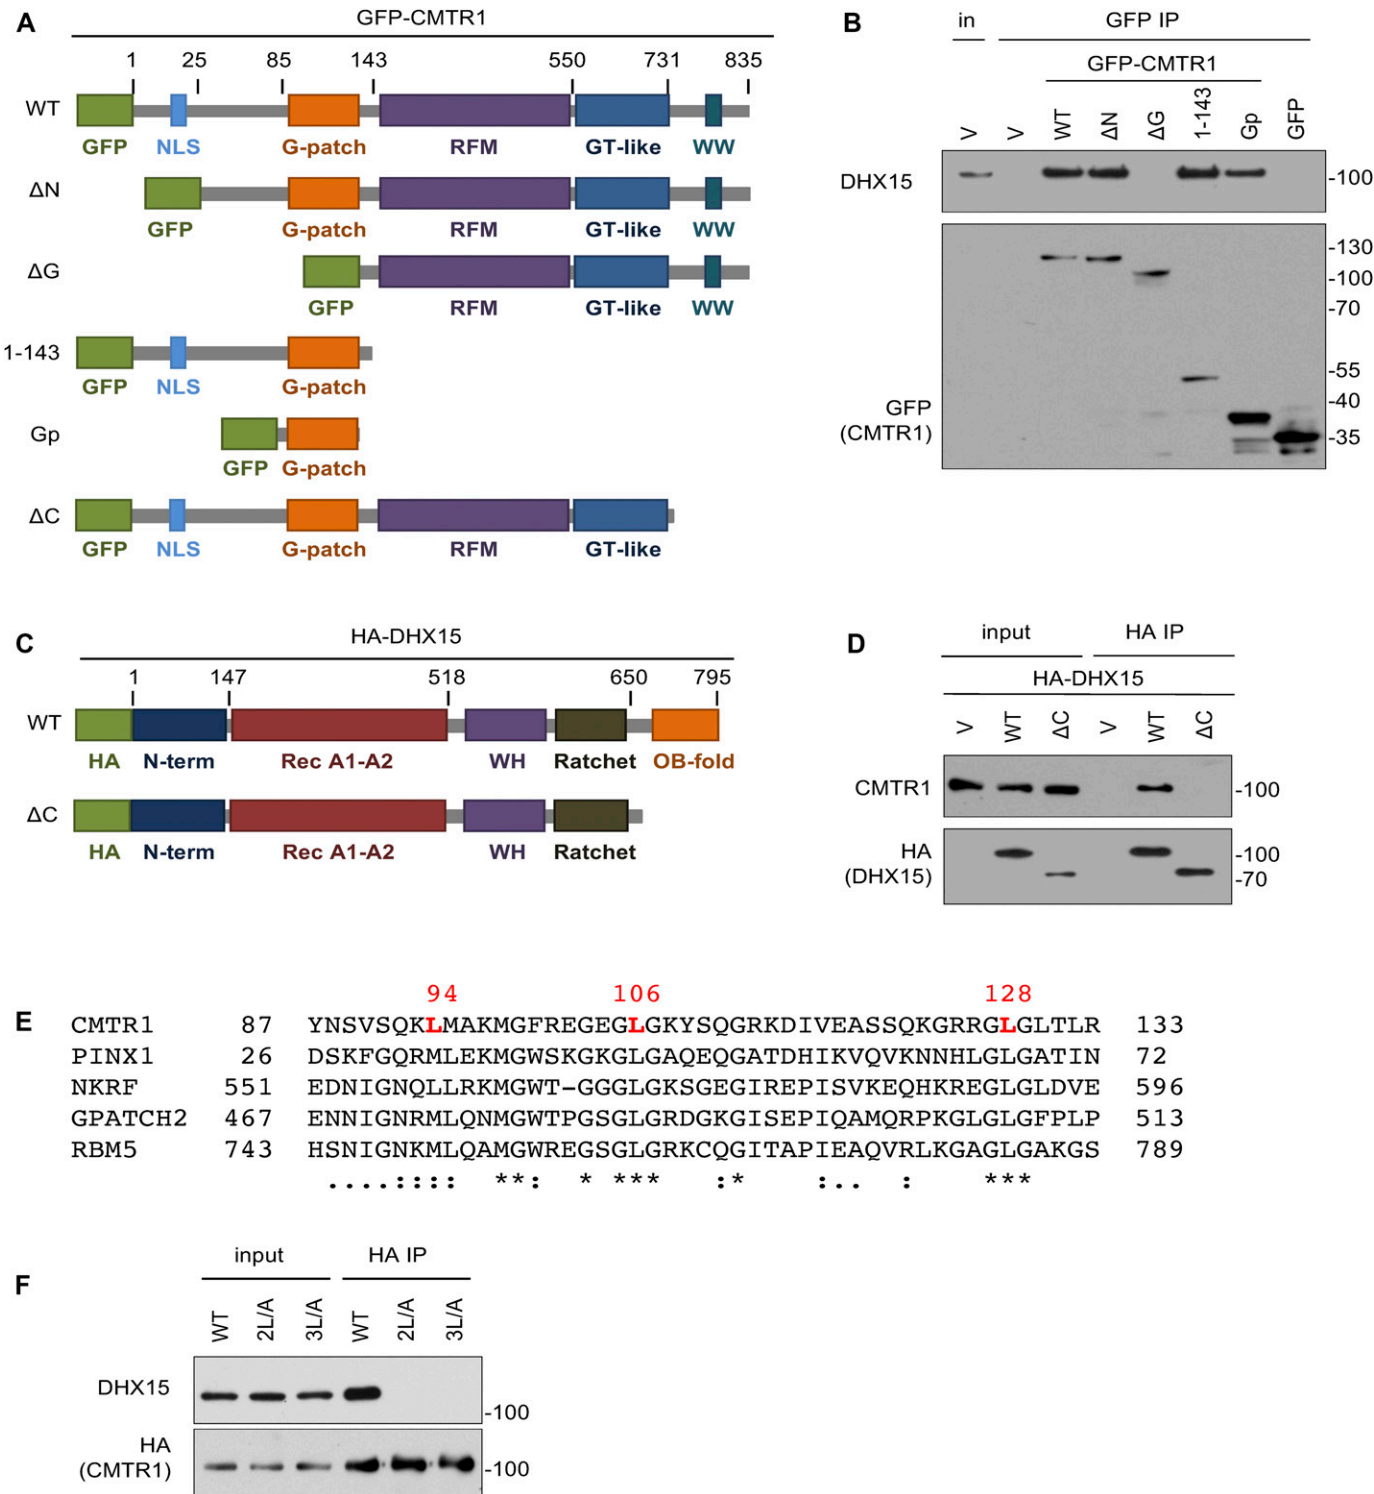 A
GFP-CMTR1
1 25 85 143 550 731 835
WT
GFP NLS G-patch RFM GT-like WW
ΔN
GFP G-patch RFM GT-like WW
ΔG
GFP RFM GT-like WW
1-143
GFP NLS G-patch
Gp
GFP G-patch
ΔC
GFP NLS G-patch RFM GT-like
B
in GFP IP
GFP-CMTR1
V V WT ΔN ΔG 1-143 Gp GFP
DHX15
-100
-130
-100
-70
-55
-40
-35
GFP
(CMTR1)
C
HA-DHX15
1 147 518 650 795
WT
HA N-term Rec A1-A2 WH Ratchet OB-fold
ΔC
HA N-term Rec A1-A2 WH Ratchet
D
input HA IP
HA-DHX15
V WT ΔC V WT ΔC
CMTR1 -100
HA
(DHX15)
-100
-70
E
94 106 128
CMTR1 87 YNSVSQKLMAKMGFREGEGLGKYSQGRKDIVEASSQKGRRGLGLTLR 133
PINX1 26 DSKFGQRMLEKMGWSKGKGLGAQEQGATDHIKVQVKNNHLGLGATIN 72
NKRF 551 EDNIGNQLLRKMGWT-GGGLGKSGEGIREPISVKEQHKREGLGLDVE 596
GPATCH2 467 ENNIGNRMLQNMGWTPGSGLGRDGKGISEPIQAMQRPKGLGLGFPLP 513
RBM5 743 HSNIGNKMLQAMGWREGSGLGRKCQGITAPIEAQVRLKGAGLGAKGS 789
....:::: **: * *** :* :.. : ***
F
input HA IP
WT 2L/A 3L/A WT 2L/A 3L/A
DHX15
-100
HA
(CMTR1)
-100